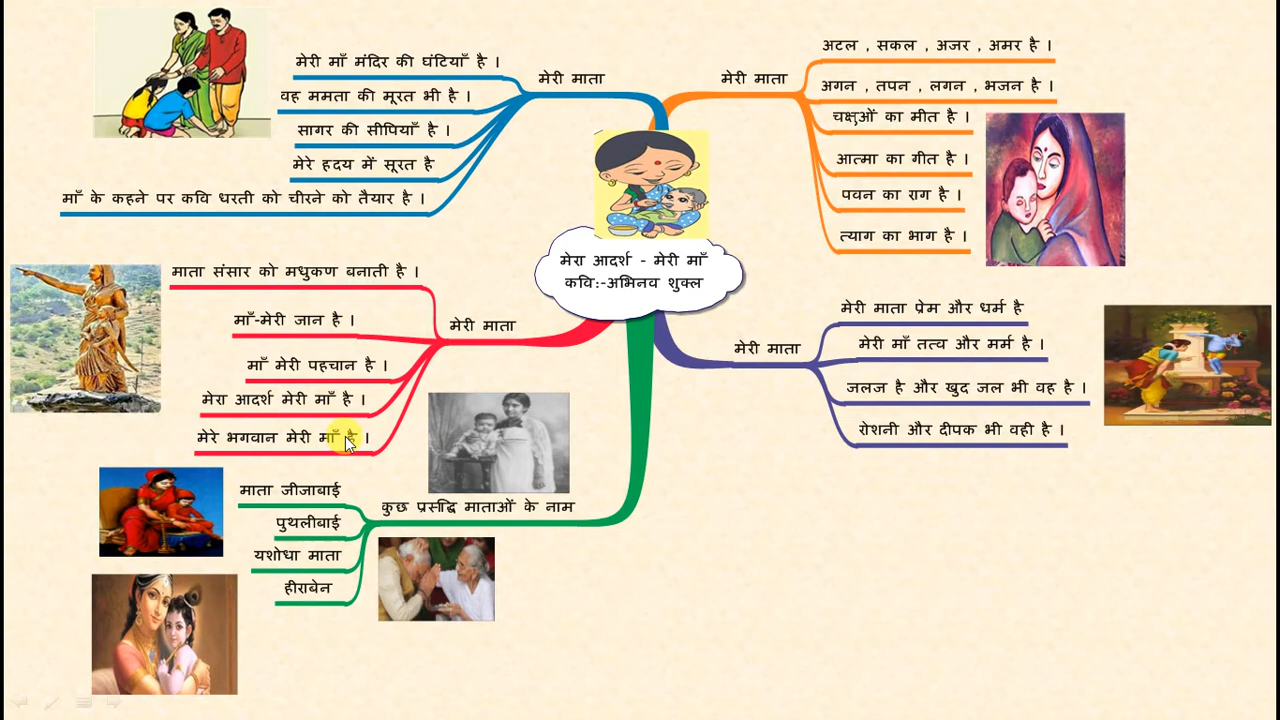 मेरा आदर्श - मेरी माँ
कवि:-अभिनव शुक्ल
मेरी माता
मेरी माँ मंदिर की घंटियाँ है ।
वह ममता की मूरत भी है ।
सागर की सीपियाँ है ।
मेरे हृदय में सूरत है
माँ के कहने पर कवि धरती को चीरने को तैयार है ।
मेरी माता
अटल , सकल , अजर , अमर है ।
अगन , तपन , लगन , भजन है ।
चक्षुओं का मीत है ।
आत्मा का गीत है ।
पवन का राग है ।
त्याग का भाग है ।
मेरी माता
माता संसार को मधुकण बनाती है ।
माँ-मेरी जान है ।
माँ मेरी पहचान है ।
मेरा आदर्श मेरी माँ है ।
मेरे भगवान मेरी माँ है ।
मेरी माता
मेरी माता प्रेम और धर्म है
मेरी माँ तत्व और मर्म है ।
जलज है और खुद जल भी वह है ।
रोशनी और दीपक भी वही है ।
कुछ प्रसिद्ध माताओं के नाम
माता जीजाबाई
पुथलीबाई
यशोधा माता
हीराबेन